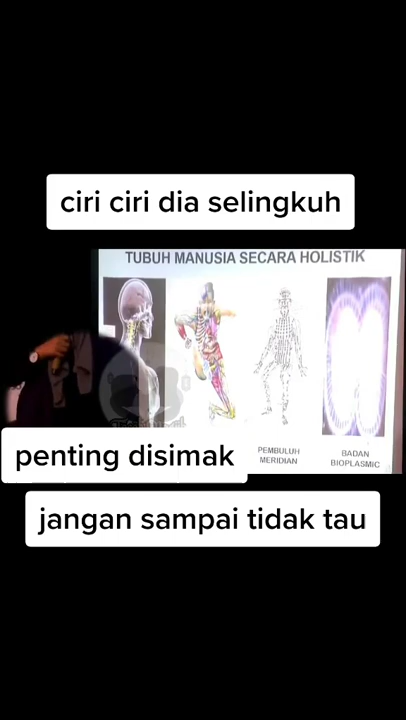 ciri ciri dia selingkuh
TUBUH MANUSIA SECARA HOLISTIK
penting disimak
PEMBULUH
MERIDIAN
BADAN
BIOPLASMIC
jangan sampai tidak tau